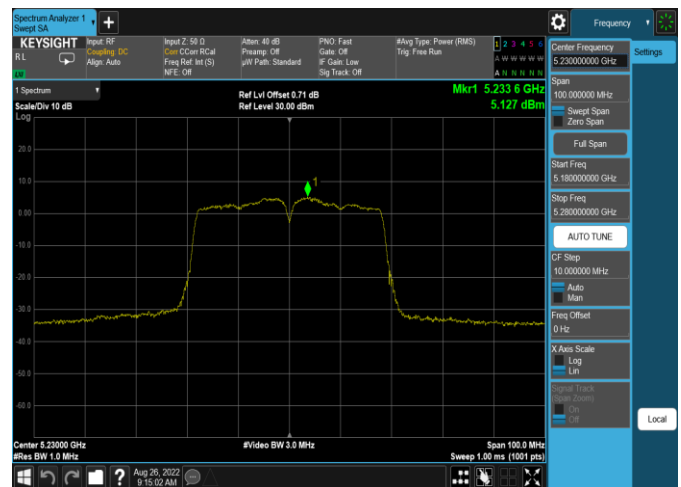 Spectrum Analyzer 1
Swept SA
+
Frequency
KEYSIGHT
RL
LXI
Input: RF
Coupling: DC
Align: Auto
Input Z: 50 Ω
Corr CCorr RCal
Freq Ref: Int (S)
NFE: Off
Atten: 40 dB
Preamp: Off
µW Path: Standard
PNO: Fast
Gate: Off
IF Gain: Low
Sig Track: Off
#Avg Type: Power (RMS)
Trig: Free Run
1 2 3 4 5 6
A W W W W W
A N N N N N
1 Spectrum
Scale/Div 10 dB
Log
Ref Lvl Offset 0.71 dB
Ref Level 30.00 dBm
Mkr1 5.233 6 GHz
5.127 dBm
20.0
10.0
0.00
-10.0
-20.0
-30.0
-40.0
-50.0
-60.0
1
Center 5.23000 GHz
#Res BW 1.0 MHz
#Video BW 3.0 MHz
Span 100.0 MHz
Sweep 1.00 ms (1001 pts)
Aug 26, 2022
9:15:02 AM
?
Center Frequency
5.230000000 GHz
Settings
Span
100.000000 MHz
Swept Span
Zero Span
Full Span
Start Freq
5.180000000 GHz
Stop Freq
5.280000000 GHz
AUTO TUNE
CF Step
10.000000 MHz
Auto
Man
Freq Offset
0 Hz
X Axis Scale
Log
Lin
Signal Track
(Span Zoom)
On
Off
Local